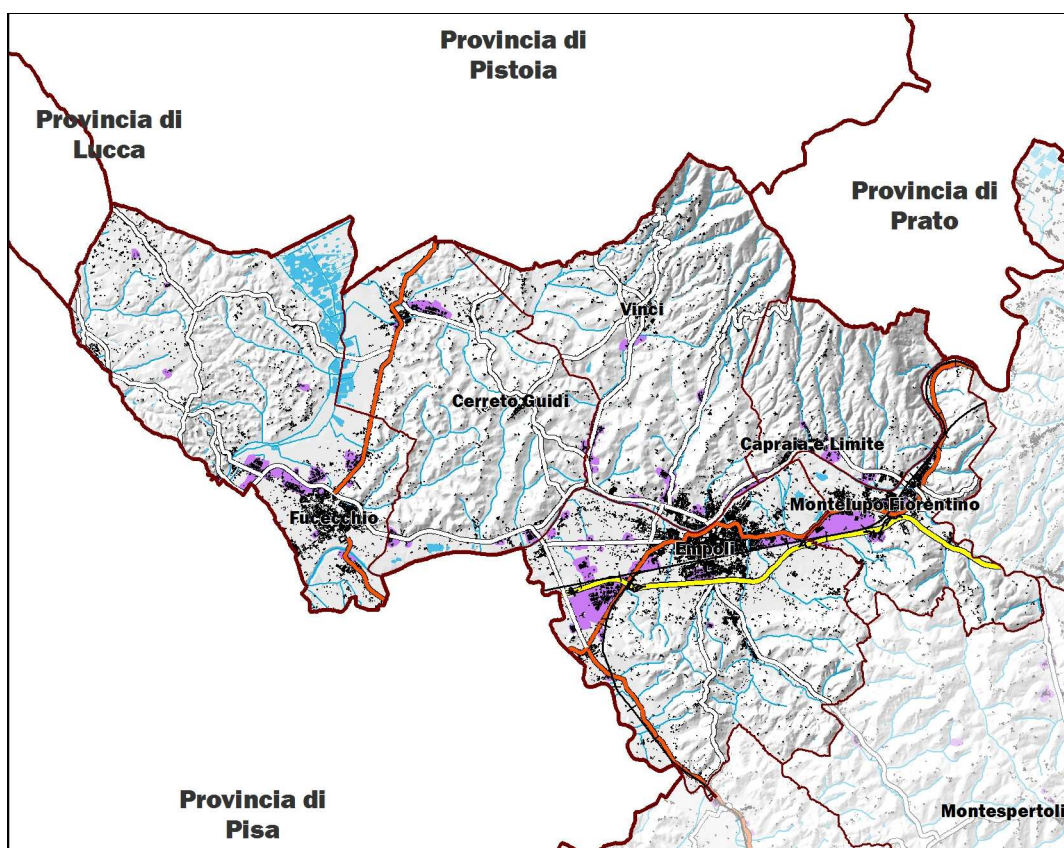 Provincia di
Pistoia
Provincia di
Lucca
Provincia di
Prato
Vinci
Cerreto Guidi
Capraia e Limite
Montelupo Fiorentino
Fucecchio
Empoli
Provincia di
Pisa
Montespertoli